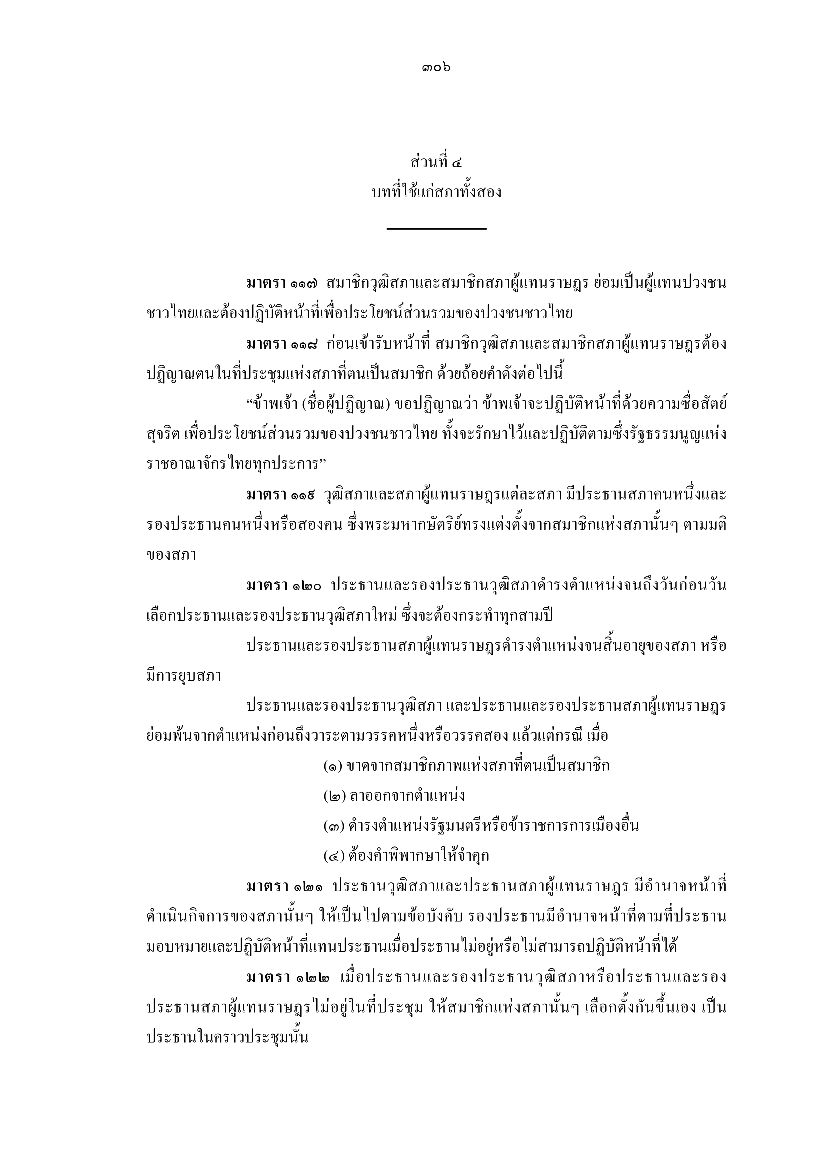 ๓๐๖
ส่วนที่ ๔
บทที่ใช้แก่สภาทั้งสอง
มาตรา ๑๑๗ สมาชิกวุฒิสภาและสมาชิกสภาผู้แทนราษฎร ย่อมเป็นผู้แทนปวงชน
ชาวไทยและต้องปฏิบัติหน้าที่เพื่อประโยชน์ส่วนรวมของปวงชนชาวไทย
มาตรา ๑๑๘ ก่อนเข้ารับหน้าที่ สมาชิกวุฒิสภาและสมาชิกสภาผู้แทนราษฎรต้อง
ปฏิญาณตนในที่ประชุมแห่งสภาที่ตนเป็นสมาชิก ด้วยถ้อยคำดังต่อไปนี้
“ข้าพเจ้า (ชื่อผู้ปฏิญาณ) ขอปฏิญาณว่า ข้าพเจ้าจะปฏิบัติหน้าที่ด้วยความซื่อสัตย์
สุจริต เพื่อประโยชน์ส่วนรวมของปวงชนชาวไทย ทั้งจะรักษาไว้และปฏิบัติตามซึ่งรัฐธรรมนูญแห่ง
ราชอาณาจักรไทยทุกประการ”
มาตรา ๑๑๙ วุฒิสภาและสภาผู้แทนราษฎรแต่ละสภา มีประธานสภาคนหนึ่งและ
รองประธานคนหนึ่งหรือสองคน ซึ่งพระมหากษัตริย์ทรงแต่งตั้งจากสมาชิกแห่งสภานั้นๆ ตามมติ
ของสภา
มาตรา ๑๒๐ ประธานและรองประธานวุฒิสภาดำรงตำแหน่งจนถึงวันก่อนวัน
เลือกประธานและรองประธานวุฒิสภาใหม่ ซึ่งจะต้องกระทำทุกสามปี
ประธานและรองประธานสภาผู้แทนราษฎรดำรงตำแหน่งจนสิ้นอายุของสภา หรือ
มีการยุบสภา
ประธานและรองประธานวุฒิสภา และประธานและรองประธานสภาผู้แทนราษฎร
ย่อมพ้นจากตำแหน่งก่อนถึงวาระตามวรรคหนึ่งหรือวรรคสอง แล้วแต่กรณี เมื่อ
(๑) ขาดจากสมาชิกภาพแห่งสภาที่ตนเป็นสมาชิก
(๒) ลาออกจากตำแหน่ง
(๓) ดำรงตำแหน่งรัฐมนตรีหรือข้าราชการการเมืองอื่น
(๔) ต้องคำพิพากษาให้จำคุก
มาตรา ๑๒๑ ประธานวุฒิสภาและประธานสภาผู้แทนราษฎร มีอำนาจหน้าที่
ดำเนินกิจการของสภานั้นๆ ให้เป็นไปตามข้อบังคับ รองประธานมีอำนาจหน้าที่ตามที่ประธาน
มอบหมายและปฏิบัติหน้าที่แทนประธานเมื่อประธานไม่อยู่หรือไม่สามารถปฏิบัติหน้าที่ได้
มาตรา ๑๒๒ เมื่อประธานและรองประธานวุฒิสภาหรือประธานและรอง
ประธานสภาผู้แทนราษฎรไม่อยู่ในที่ประชุม ให้สมาชิกแห่งสภานั้นๆ เลือกตั้งกันขึ้นเอง เป็น
ประธานในคราวประชุมนั้น